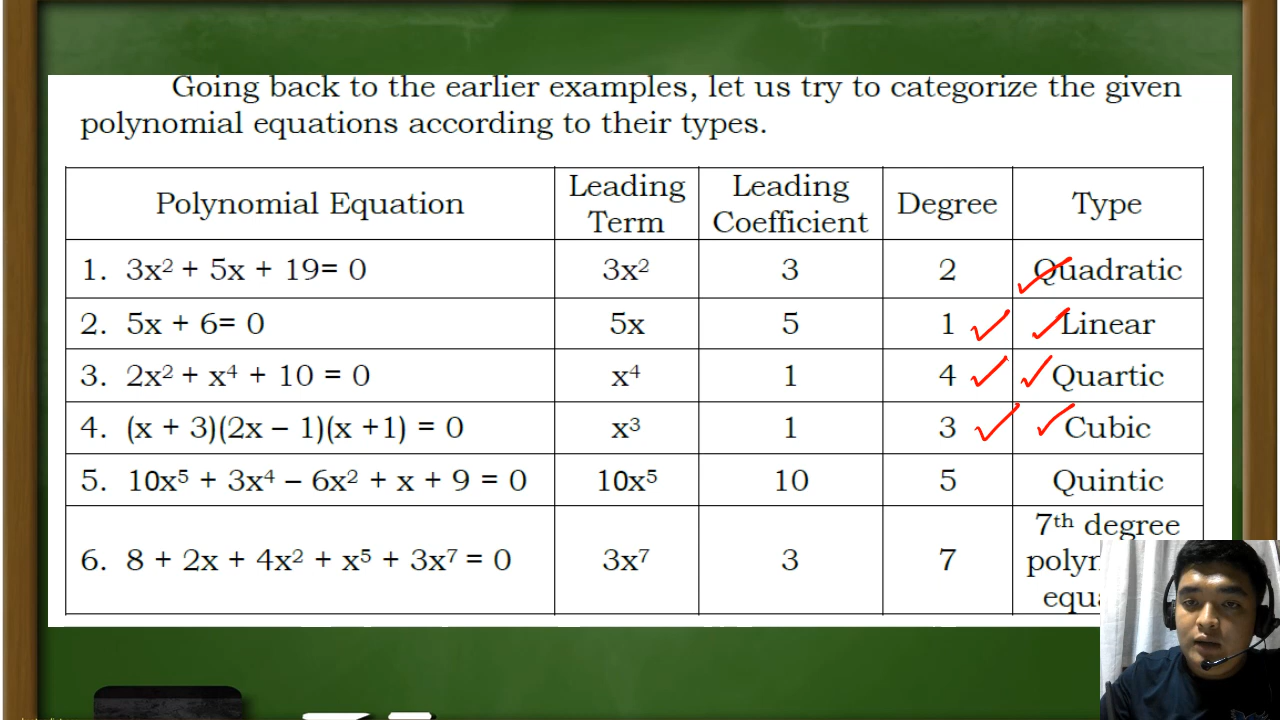 Going back to the earlier examples, let us try to categorize the given
polynomial equations according to their types.
Polynomial Equation Leading Term Leading Coefficient Degree Type
1. 3x² + 5x + 19= 0 3x² 3 2 Quadratic
2. 5x + 6= 0 5x 5 1 Linear
3. 2x² + x⁴ + 10 = 0 x⁴ 1 4 Quartic
4. (x + 3)(2x – 1)(x +1) = 0 x³ 1 3 Cubic
5. 10x⁵ + 3x⁴ – 6x² + x + 9 = 0 10x⁵ 10 5 Quintic
6. 8 + 2x + 4x² + x⁵ + 3x⁷ = 0 3x⁷ 3 7 7th degree